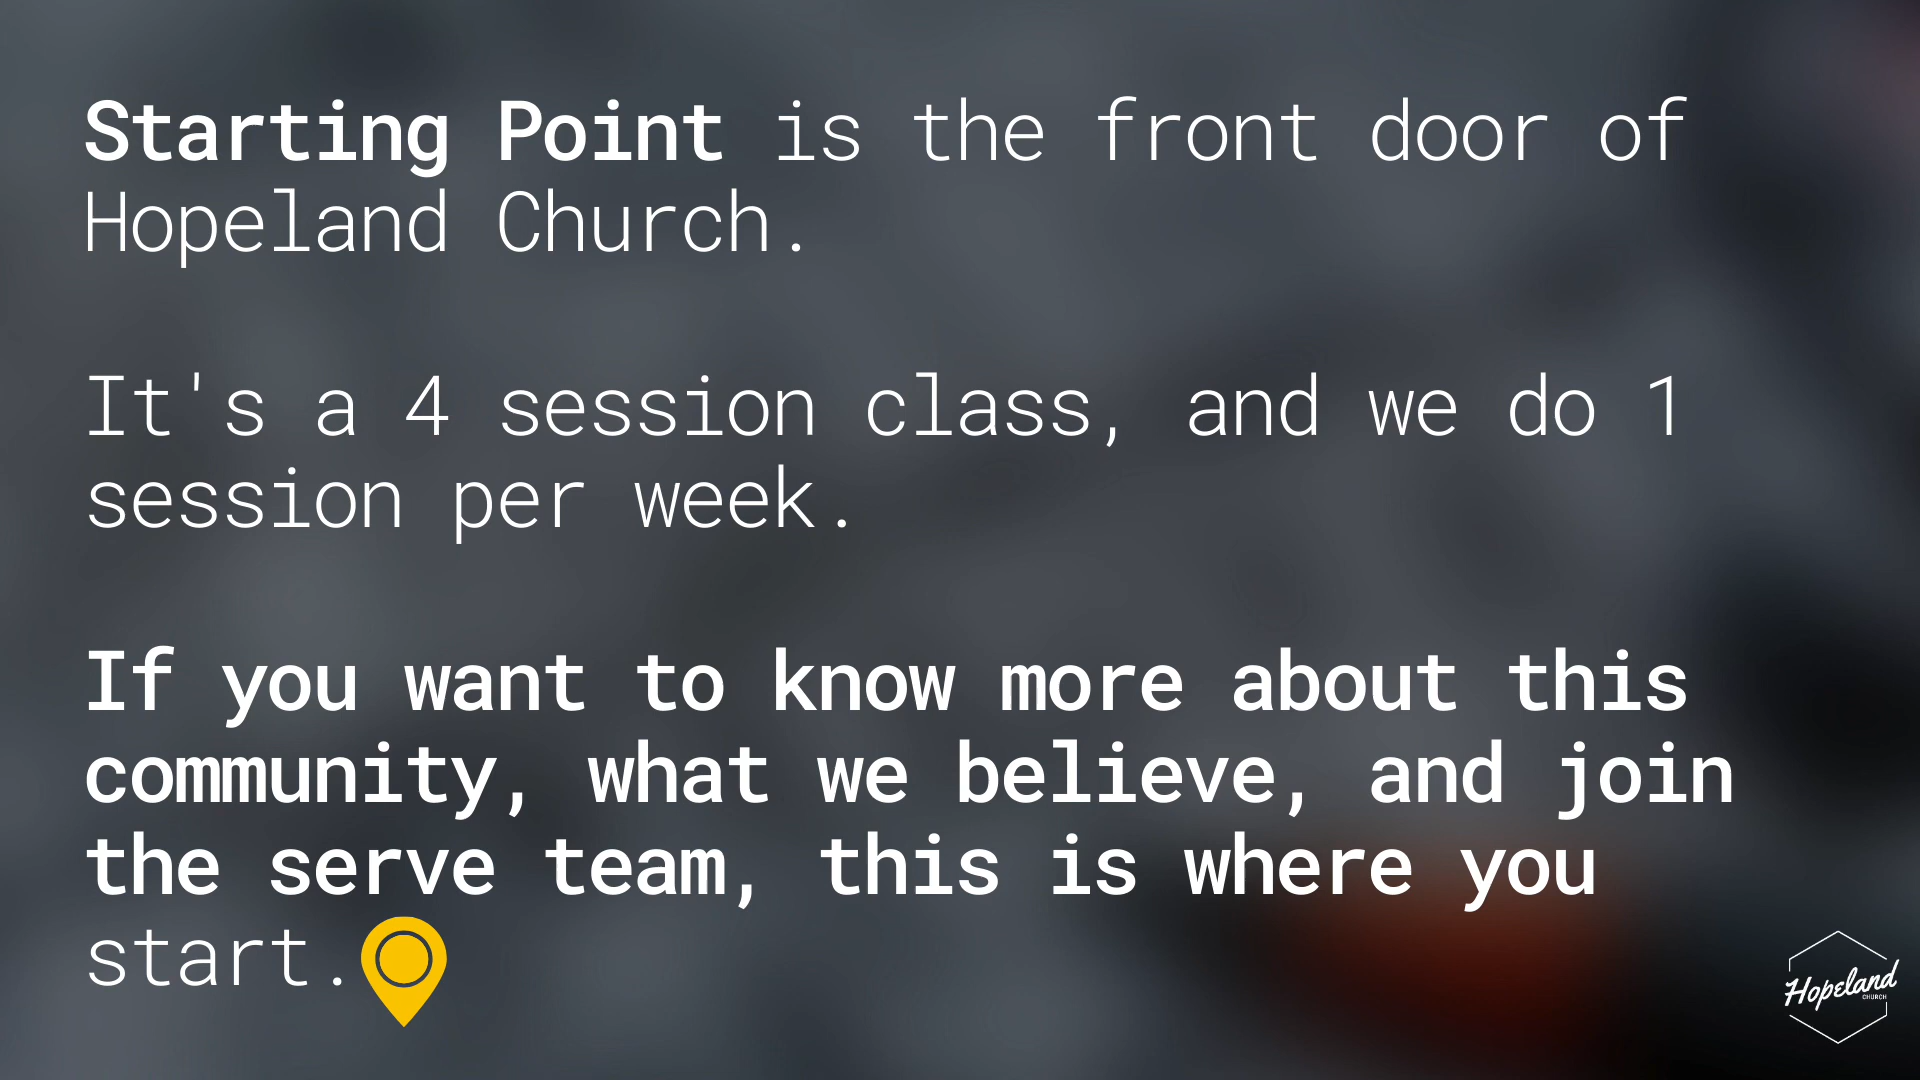 Starting Point is the front door of
Hopeland Church.
It's a 4 session class, and we do 1
session per week.
If you want to know more about this
community, what we believe, and join
the serve team, this is where you
start.
Hopeland
CHURCH